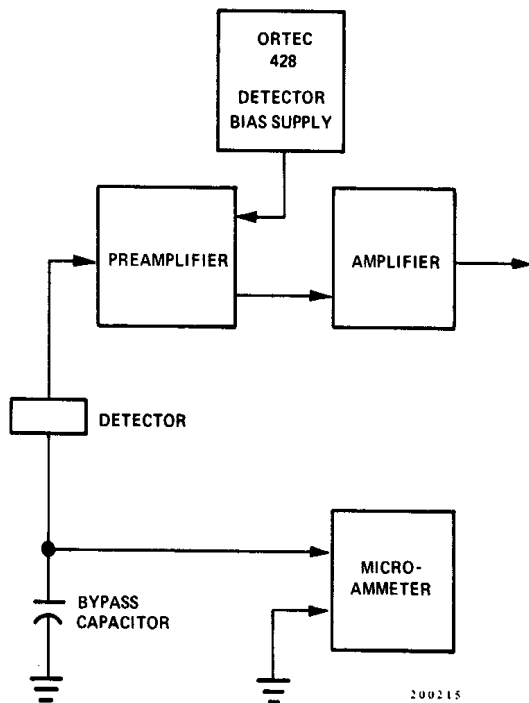 ORTEC
428
DETECTOR
BIAS SUPPLY
PREAMPLIFIER
AMPLIFIER
DETECTOR
MICRO-
AMMETER
BYPASS
CAPACITOR
200215